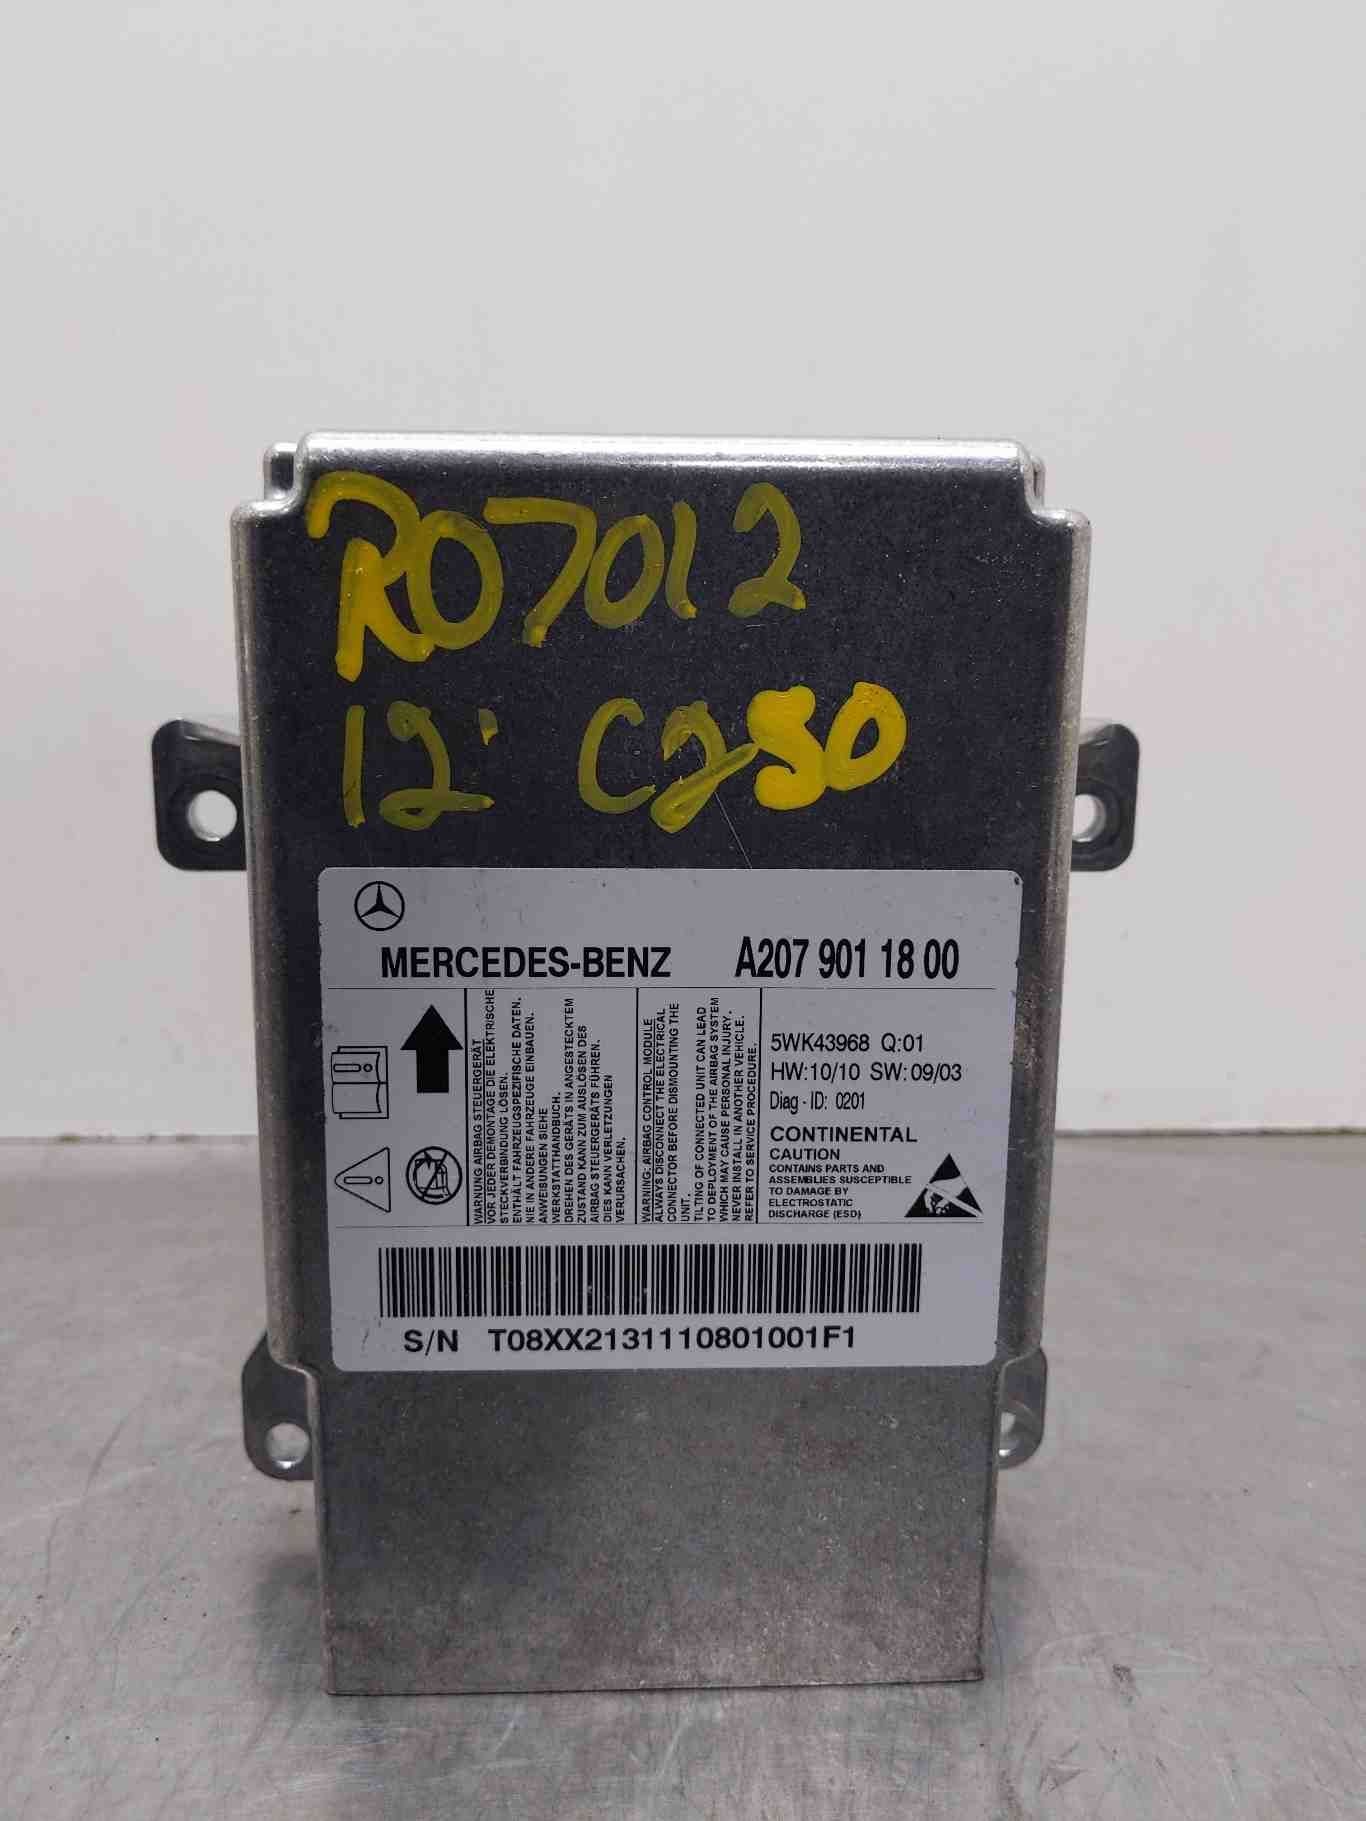 R07012
12' C250
MERCEDES-BENZ A207 901 18 00
WARNUNG AIRBAG STEUERGERÄT
VOR JEDER DEMONTAGE DIE ELEKTRISCHE
STECKVERBINDUNG LÖSEN.
ENTHÄLT FAHRZEUGSPEZIFISCHE DATEN.
NIE IN ANDERE FAHRZEUGE EINBAUEN.
ANWEISUNGEN SIEHE
WERKSTATTHANDBUCH.
DREHEN DES GERÄTS IN ANGESTECKTEM
ZUSTAND KANN ZUM AUSLÖSEN DES
AIRBAG STEUERGERÄTS FÜHREN.
DIES KANN VERLETZUNGEN
VERURSACHEN.
WARNING: AIRBAG CONTROL MODULE
ALWAYS DISCONNECT THE ELECTRICAL
CONNECTOR BEFORE DISMOUNTING THE
UNIT.
TILTING OF CONNECTED UNIT CAN LEAD
TO DEPLOYMENT OF THE AIRBAG SYSTEM
WHICH MAY CAUSE PERSONAL INJURY.
NEVER INSTALL IN ANOTHER VEHICLE.
REFER TO SERVICE PROCEDURE.
5WK43968 Q:01
HW:10/10 SW:09/03
Diag - ID: 0201
CONTINENTAL
CAUTION
CONTAINS PARTS AND
ASSEMBLIES SUSCEPTIBLE
TO DAMAGE BY
ELECTROSTATIC
DISCHARGE (ESD)
S/N T08XX2131110801001F1